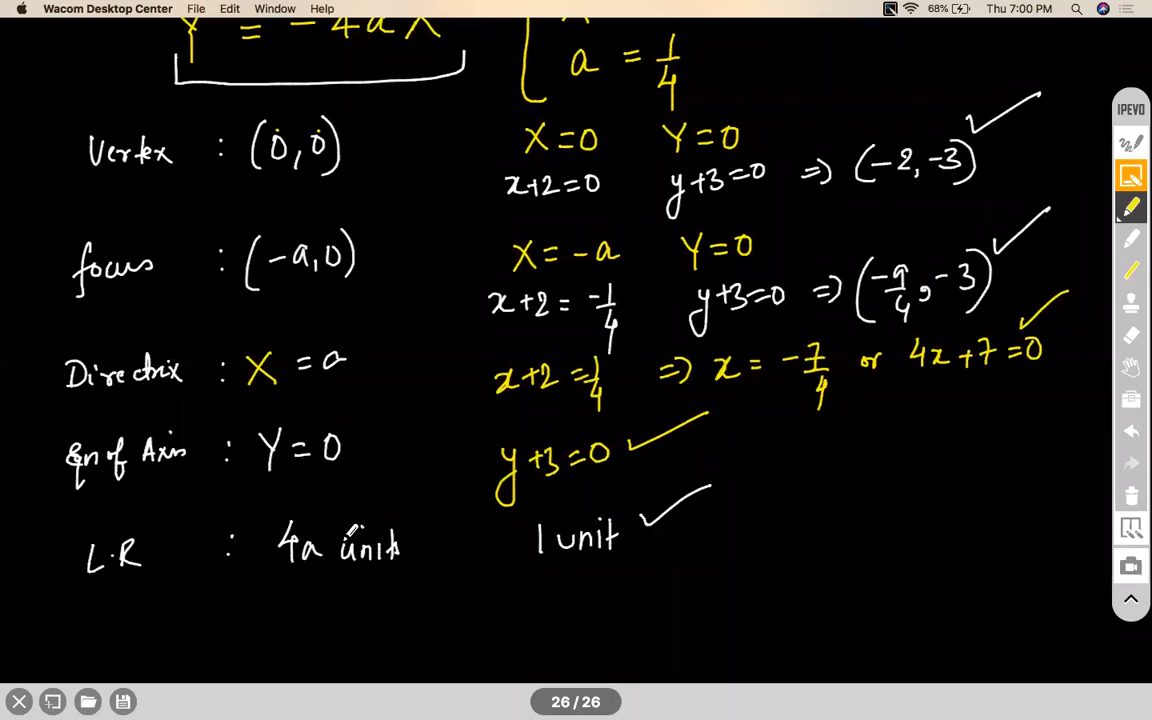 Wacom Desktop Center File Edit Window Help 68% Thu 7:00 PM
Y = -4aX
a = 1/4
IPEVO
Vertex : (0,0) X=0 Y=0
x+2=0 y+3=0 ⇒ (-2,-3)
focus : (-a,0) X=-a Y=0
x+2=-1/4 y+3=0 ⇒ (-9/4,-3)
Directrix : X = a x+2=1/4 ⇒ x = -7/4 or 4x+7=0
Eqn of Axis : Y=0 y+3=0
L.R : 4a units 1 unit
26 / 26